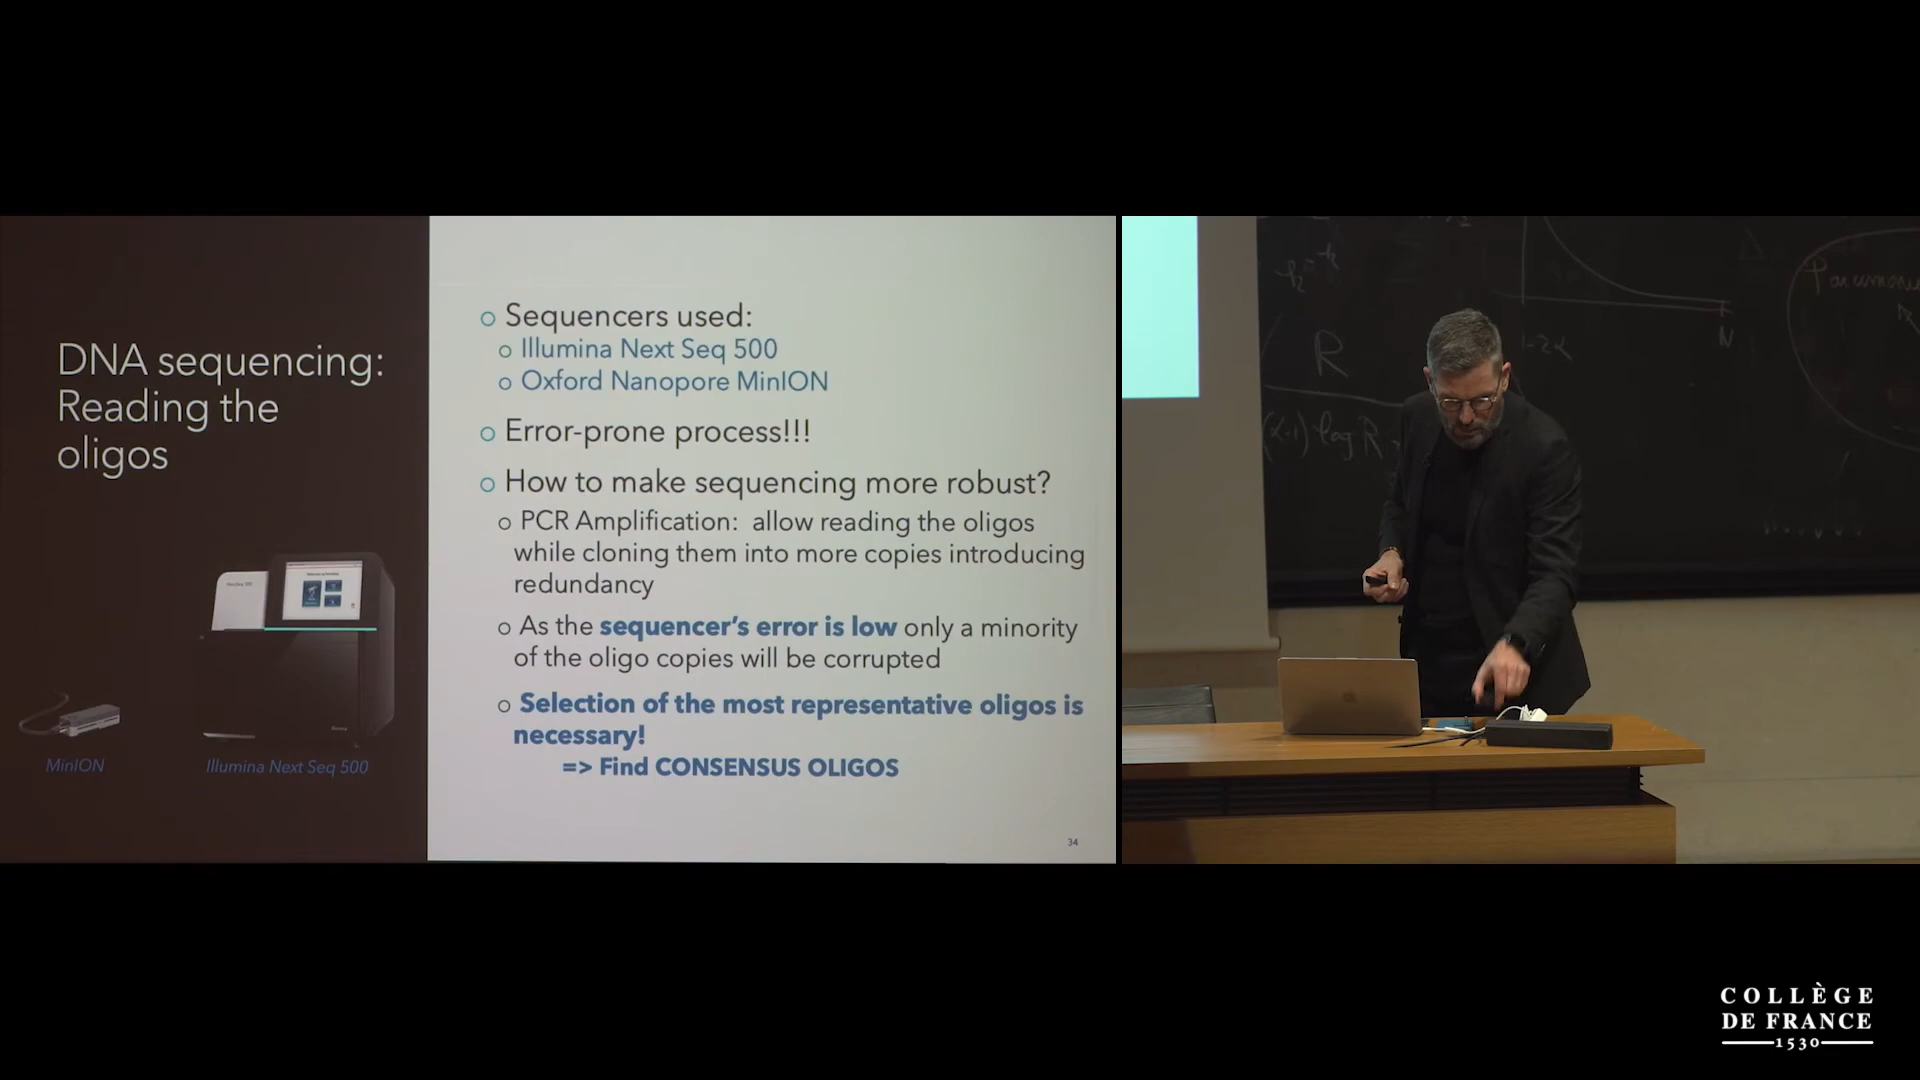 DNA sequencing:
Reading the
oligos
MinION
Illumina Next Seq 500
Sequencers used:
Illumina Next Seq 500
Oxford Nanopore MinION
Error-prone process!!!
How to make sequencing more robust?
PCR Amplification: allow reading the oligos
while cloning them into more copies introducing
redundancy
As the sequencer's error is low only a minority
of the oligo copies will be corrupted
Selection of the most representative oligos is
necessary!
=> Find CONSENSUS OLIGOS
34
R
log R
N
COLLÈGE
DE FRANCE
1530